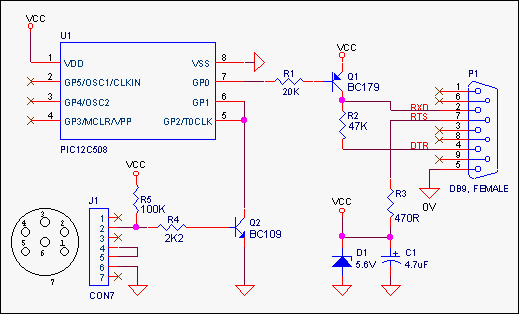 VCC
U1
1 VDD
2 GP5/OSC1/CLKIN
3 GP4/OSC2
4 GP3/MCLR/VPP
VSS 8
GP0 7
GP1 6
GP2/T0CLK 5
PIC12C508
R1
20K
VCC
Q1
BC179
R2
47K
RXD
RTS
DTR
P1
1
6
2
7
3
8
4
9
5
DB9, FEMALE
0V
VCC
R5
100K
J1
1
2
3
4
5
6
7
CON7
R4
2K2
Q2
BC109
R3
470R
VCC
D1
5.6V
C1
4.7uF
+
3
4
2
5
6
1
7